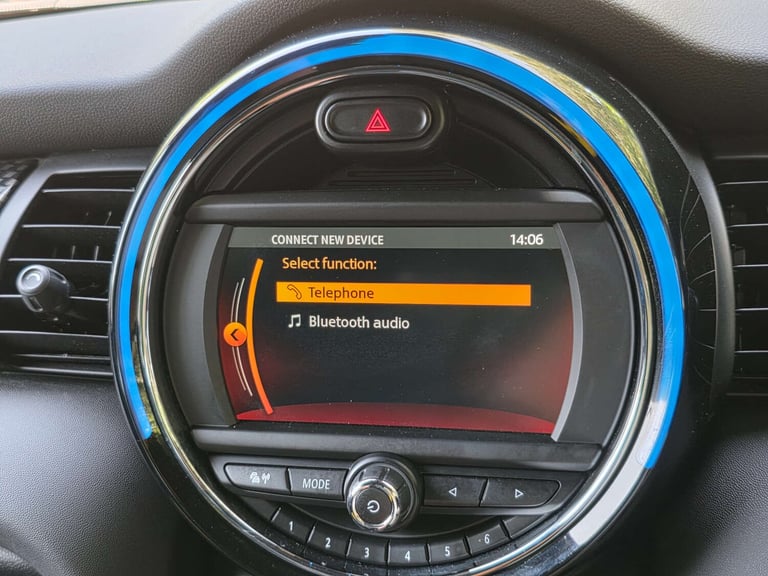 CONNECT NEW DEVICE 14:06
Select function:
Telephone
Bluetooth audio
MODE
1 2 3 4 5 6